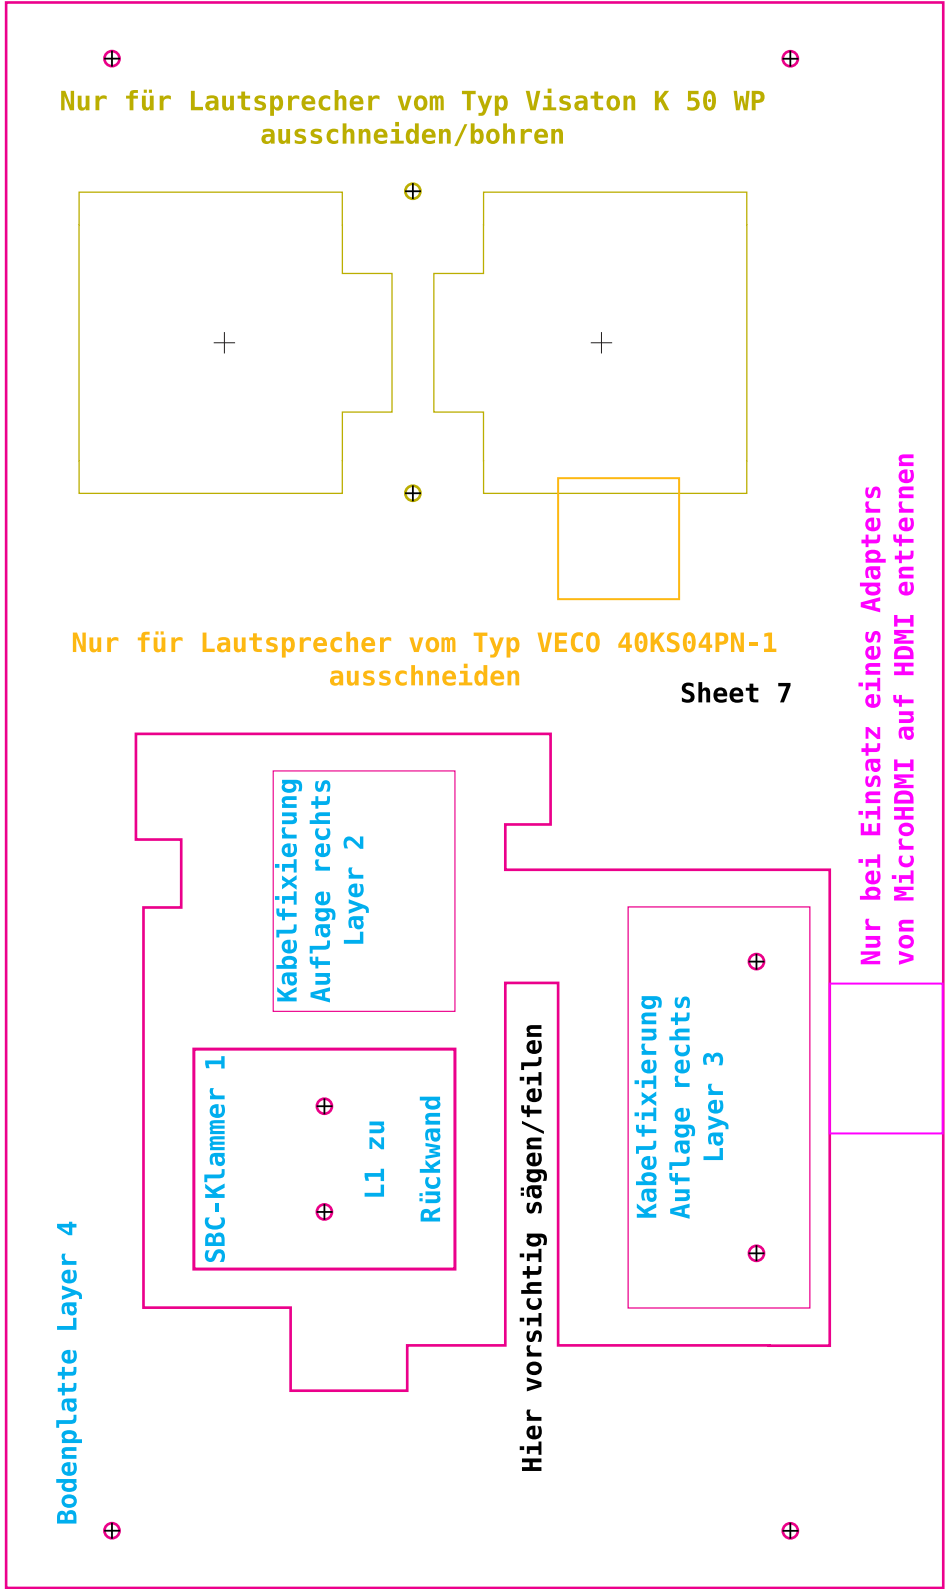 Nur für Lautsprecher vom Typ Visaton K 50 WP
ausschneiden/bohren
Nur für Lautsprecher vom Typ VECO 40KS04PN-1
ausschneiden
Sheet 7
Nur bei Einsatz eines Adapters
von MicroHDMI auf HDMI entfernen
Kabelfixierung
Auflage rechts
Layer 2
SBC-Klammer 1
L1 zu
Rückwand
Hier vorsichtig sägen/feilen
Kabelfixierung
Auflage rechts
Layer 3
Bodenplatte Layer 4